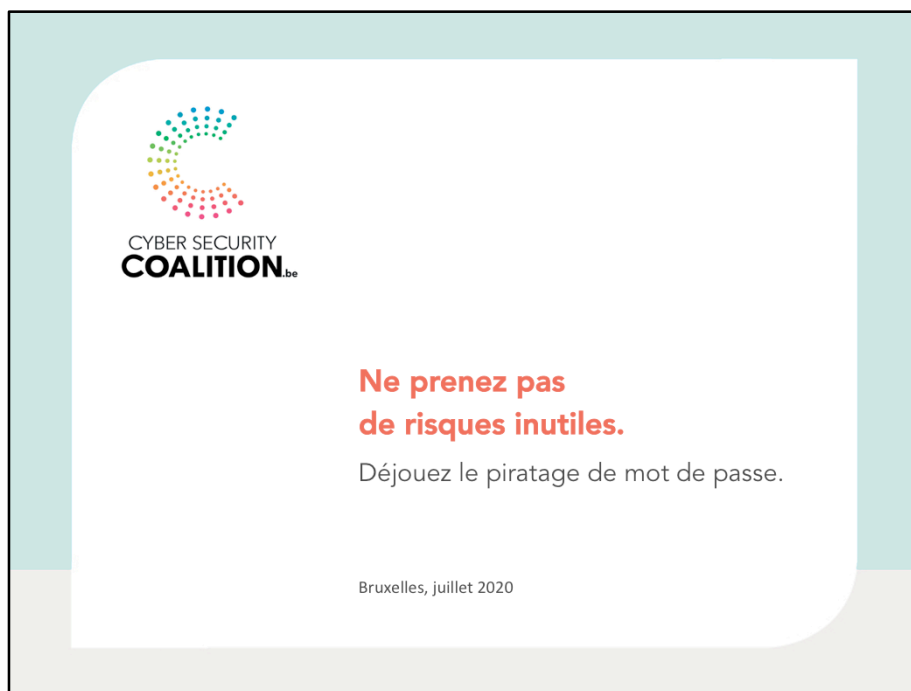 CYBER SECURITY
COALITION.be
Ne prenez pas
de risques inutiles.
Déjouez le piratage de mot de passe.
Bruxelles, juillet 2020